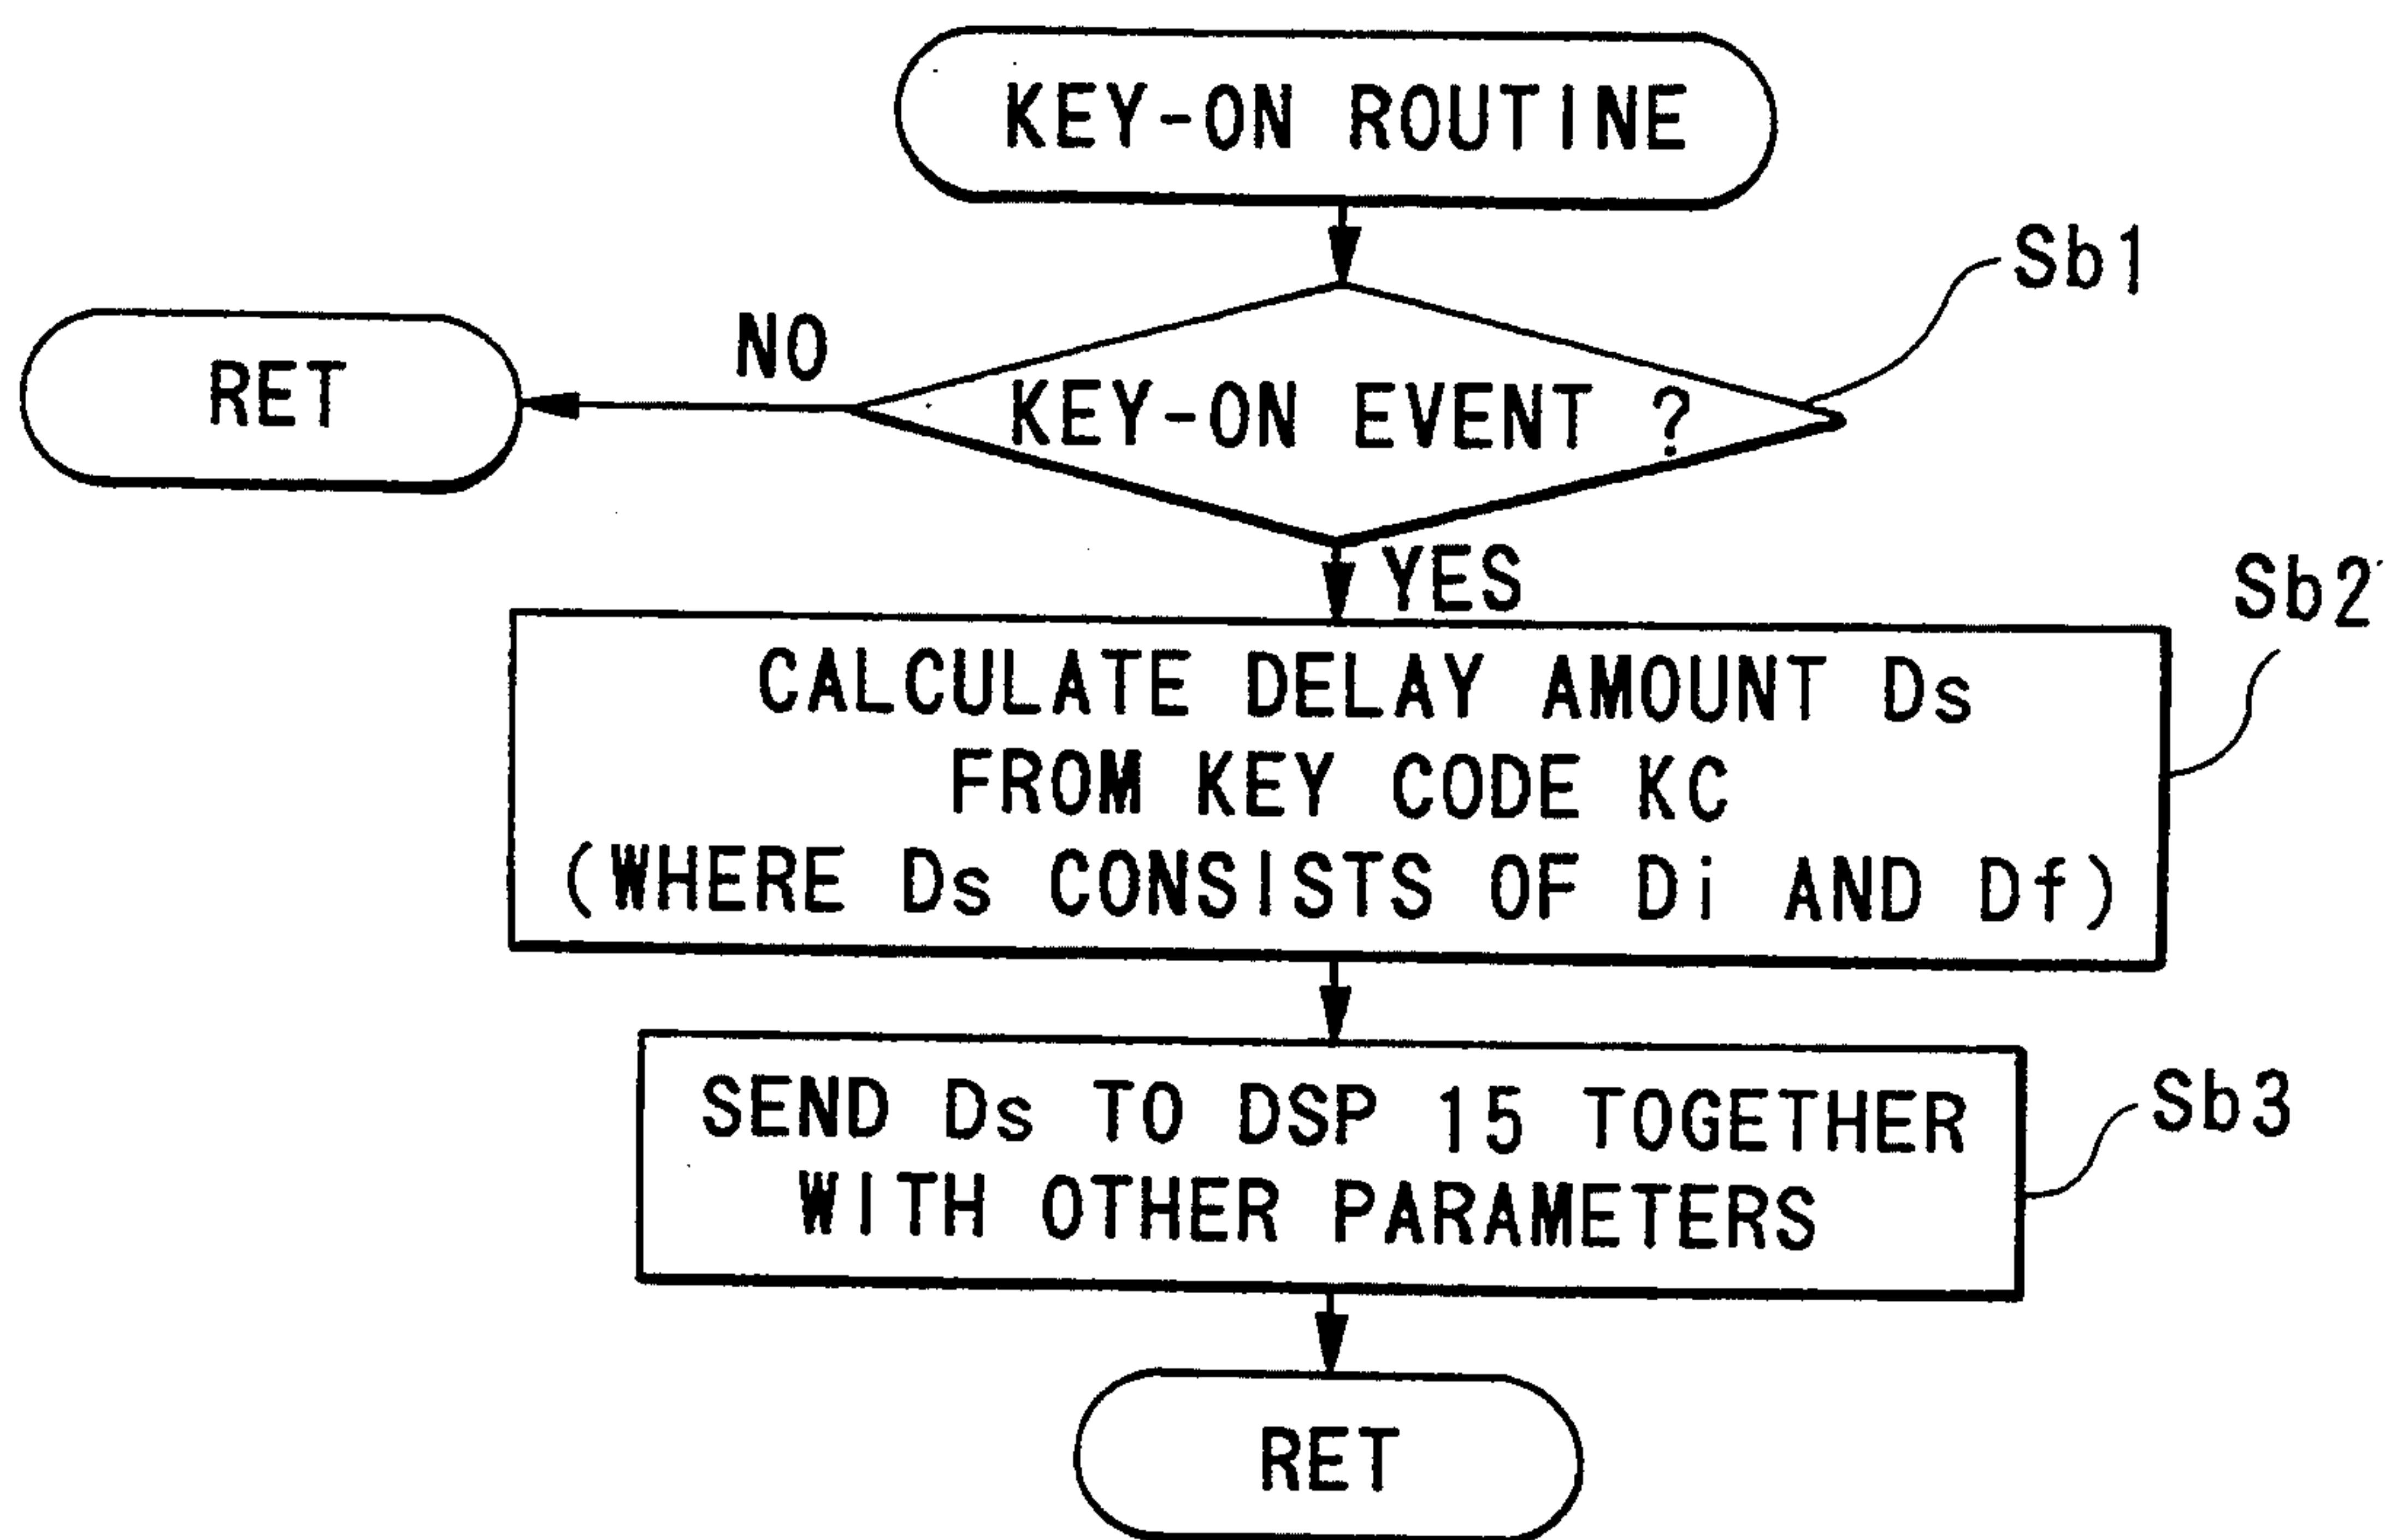 KEY-ON ROUTINE
Sb1
NO
RET
KEY-ON EVENT ?
YES
Sb2
CALCULATE DELAY AMOUNT Ds
FROM KEY CODE KC
(WHERE Ds CONSISTS OF Di AND Df)
SEND Ds TO DSP 15 TOGETHER
WITH OTHER PARAMETERS
Sb3
RET